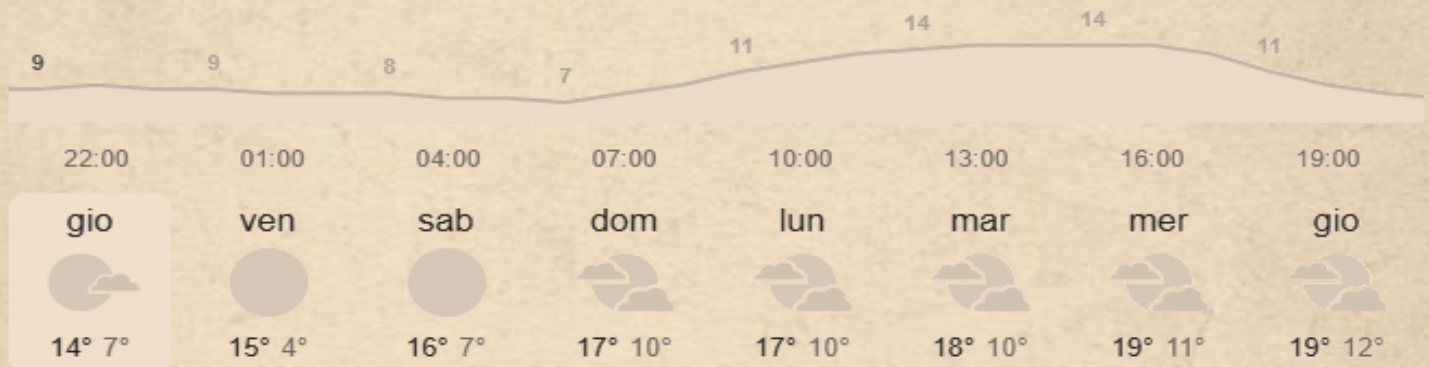 9 9 8 7 11 14 14 11
22:00 01:00 04:00 07:00 10:00 13:00 16:00 19:00
gio ven sab dom lun mar mer gio
14° 7° 15° 4° 16° 7° 17° 10° 17° 10° 18° 10° 19° 11° 19° 12°